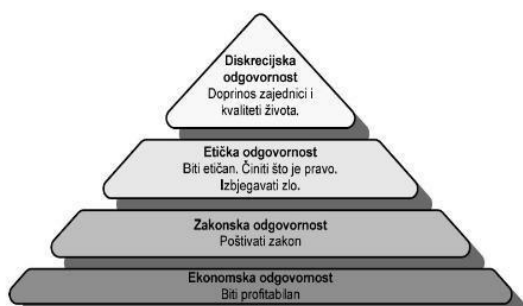 Diskrecijska
odgovornost
Doprinos zajednici i
kvaliteti života.
Etička odgovornost
Biti etičan. Činiti što je pravo.
Izbjegavati zlo.
Zakonska odgovornost
Poštivati zakon
Ekonomska odgovornost
Biti profitabilan